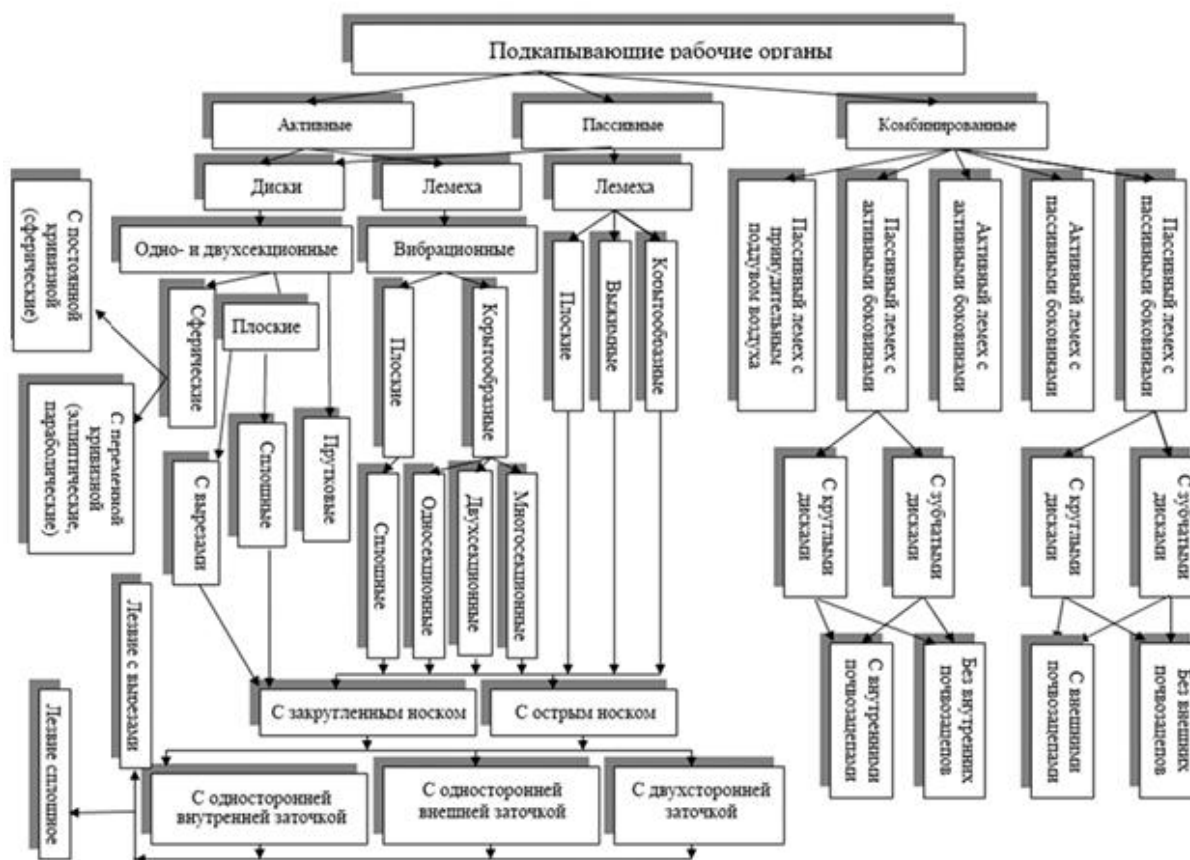 Подкапывающие рабочие органы
Активные
Пассивные
Комбинированные
Диски
Лемеха
Лемеха
С постоянной
кривизной
(сферические)
Одно- и двухсекционные
Вибрационные
Сферические
Плоские
Плоские
Корытообразные
Плоские
Выжимные
Корытообразные
Пассивный лемех с
принудительным
поддувом воздуха
Пассивный лемех с
активными боковинами
Активный лемех с
активными боковинами
Активный лемех с
пассивными боковинами
Пассивный лемех с
пассивными боковинами
С переменной
кривизной
(эллиптические,
параболические)
С вырезами
Сплошные
Прутковые
Сплошные
Односекционные
Двухсекционные
Многосекционные
С круглыми
дисками
С зубчатыми
дисками
С круглыми
дисками
С зубчатыми
дисками
Лезвие с вырезами
Лезвие сплошное
С закругленным носком
С острым носком
С внутренними
почвозацепами
Без внутренних
почвозацепов
С внешними
почвозацепами
Без внешних
почвозацепов
С односторонней
внутренней заточкой
С односторонней
внешней заточкой
С двухсторонней
заточкой